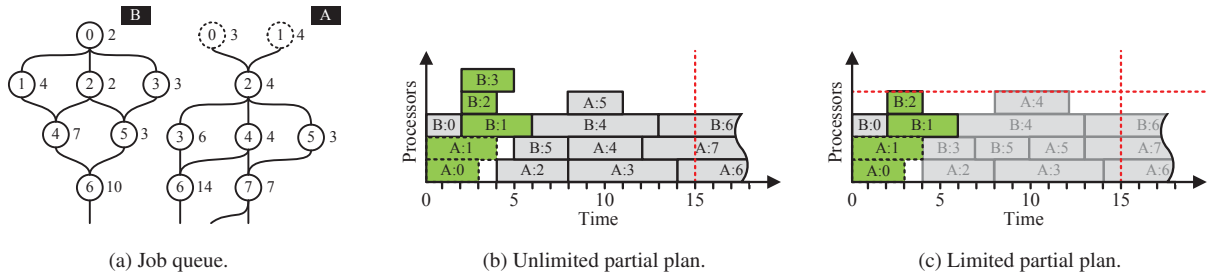 B
A
0 2
0 3
1 4
1 4
2 2
3 3
2 4
4 7
5 3
3 6
4 4
5 3
6 10
6 14
7 7
(a) Job queue.
Processors
B:3
B:2
A:5
B:0
B:1
B:4
B:6
A:1
B:5
A:4
A:7
A:0
A:2
A:3
A:6
0
5
10
15
Time
(b) Unlimited partial plan.
Processors
B:2
A:4
B:0
B:1
B:4
B:6
A:1
B:3
B:5
A:5
A:7
A:0
A:2
A:3
A:6
0
5
10
15
Time
(c) Limited partial plan.